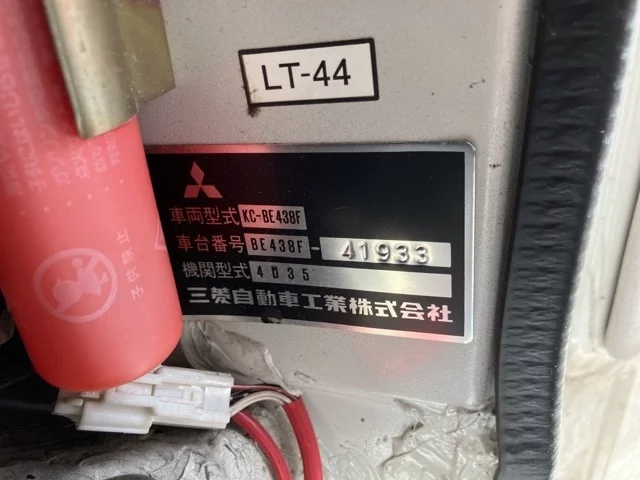 LT-44
車両型式 KC-BE438F
車台番号 BE438F-41933
機関型式 4D35
三菱自動車工業株式会社